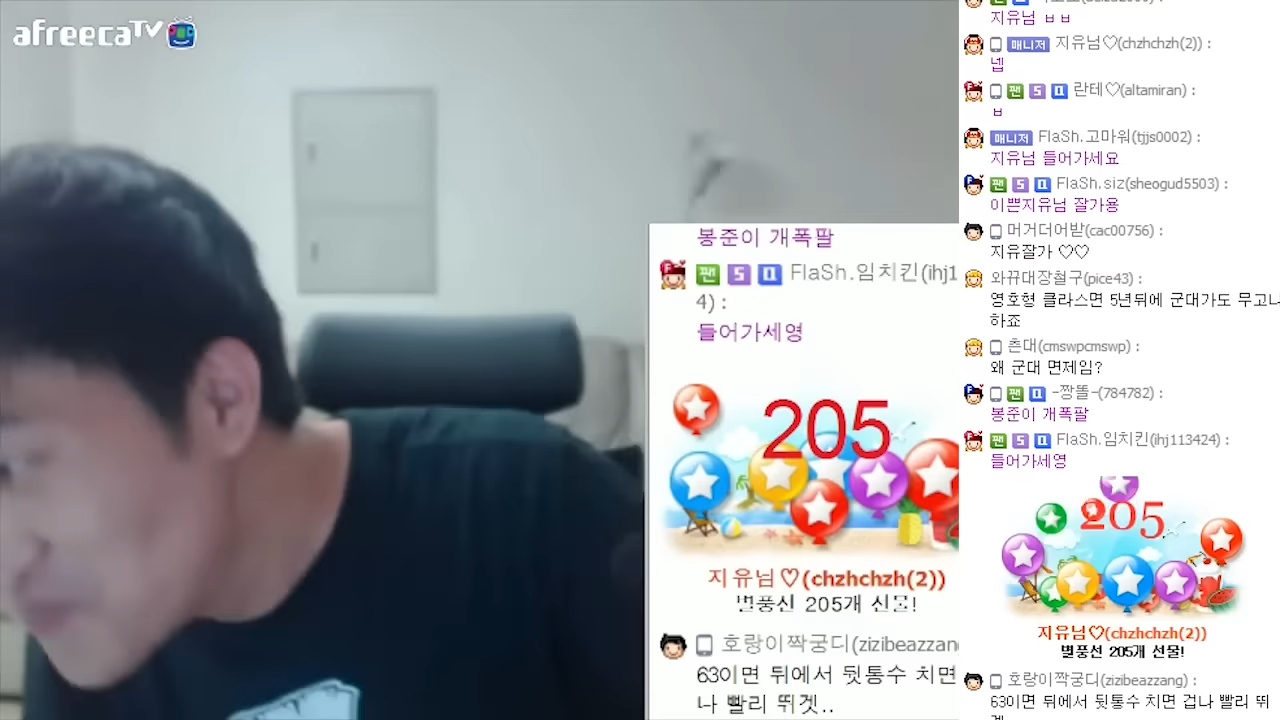 afreecaTV
봉준이 개폭팔
팬 S Q FlaSh.임치킨(ihj1
4) :
들어가세영
205
지유님♡(chzhchzh(2))
별풍선 205개 선물!
호랑이짝궁디(zizibeazzan
63이면 뒤에서 뒷통수 치면
나 빨리 뛰겟..
지유님 ㅂㅂ
매니저 지유님♡(chzhchzh(2)) :
넵
팬 S Q 란테♡(altamiran) :
ㅂ
매니저 FlaSh.고마워(tjjs0002) :
지유님 들어가세요
팬 S Q FlaSh.siz(sheogud5503) :
이쁜지유님 잘가용
머거더어밭(cac00756) :
지유잘가 ♡♡
와뀨대장철구(pice43) :
영호형 클라스면 5년뒤에 군대가도 무고나
하죠
츤대(cmswpcmswp) :
왜 군대 면제임?
팬 Q -짱똘-(784782) :
봉준이 개폭팔
팬 S Q FlaSh.임치킨(ihj113424) :
들어가세영
205
지유님♡(chzhchzh(2))
별풍선 205개 선물!
호랑이짝궁디(zizibeazzang) :
63이면 뒤에서 뒷통수 치면 겁나 빨리 뛰